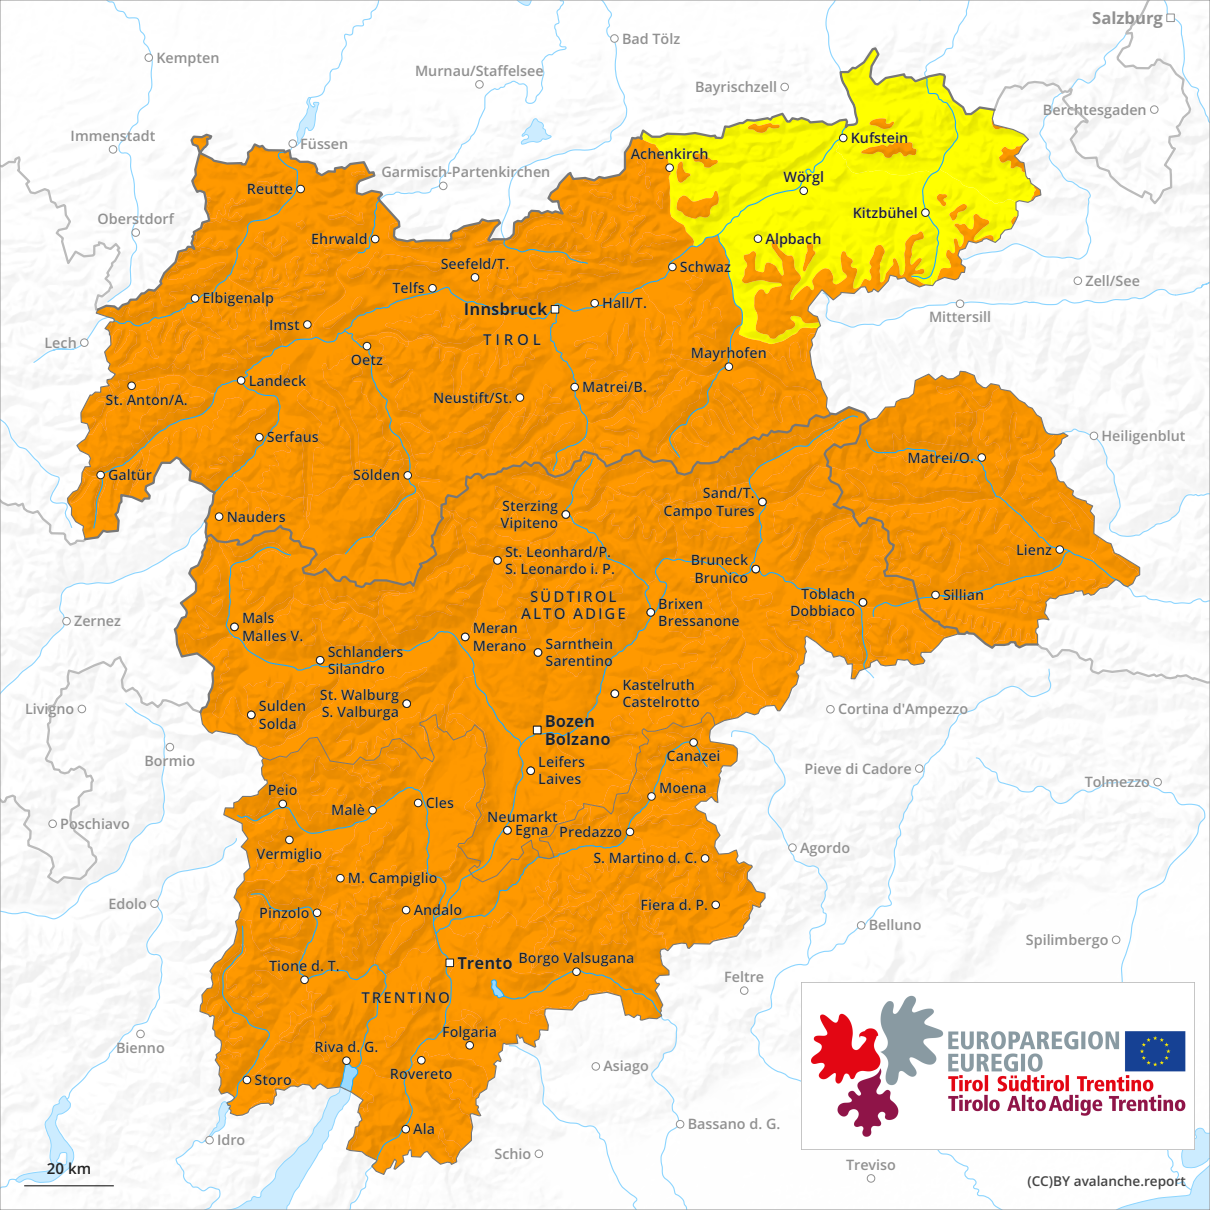 Salzburg
Bad Tölz
Kempten
Murnau/Staffelsee
Bayrischzell
Berchtesgaden
Immenstadt
Füssen
Kufstein
Achenkirch
Garmisch-Partenkirchen
Wörgl
Reutte
Kitzbühel
Oberstdorf
Ehrwald
Alpbach
Seefeld/T.
Schwaz
Zell/See
Telfs
Elbigenalp
Hall/T.
Innsbruck
Mittersill
Imst
TIROL
Lech
Oetz
Mayrhofen
Landeck
Matrei/B.
St. Anton/A.
Neustift/St.
Serfaus
Heiligenblut
Matrei/O.
Galtür
Sölden
Sand/T.
Campo Tures
Sterzing
Vipiteno
Nauders
Lienz
St. Leonhard/P.
S. Leonardo i. P.
Bruneck
Brunico
SÜDTIROL
ALTO ADIGE
Toblach
Dobbiaco
Sillian
Brixen
Bressanone
Zernez
Mals
Malles V.
Meran
Merano
Sarnthein
Sarentino
Schlanders
Silandro
Kastelruth
Castelrotto
St. Walburg
S. Valburga
Sulden
Solda
Livigno
Cortina d'Ampezzo
Bozen
Bolzano
Bormio
Canazei
Leifers
Laives
Pieve di Cadore
Tolmezzo
Peio
Moena
Malè
Cles
Neumarkt
Egna
Predazzo
Poschiavo
Vermiglio
Agordo
S. Martino d. C.
M. Campiglio
Edolo
Pinzolo
Andalo
Fiera d. P.
Belluno
Spilimbergo
Trento
Borgo Valsugana
Tione d. T.
Feltre
TRENTINO
Folgaria
Bienno
Riva d. G.
Rovereto
Asiago
Storo
EUROPAREGION
EUREGIO
Tirol Südtirol Trentino
Tirolo Alto Adige Trentino
Bassano d. G.
Ala
Idro
Schio
Treviso
20 km
(CC)BY avalanche.report